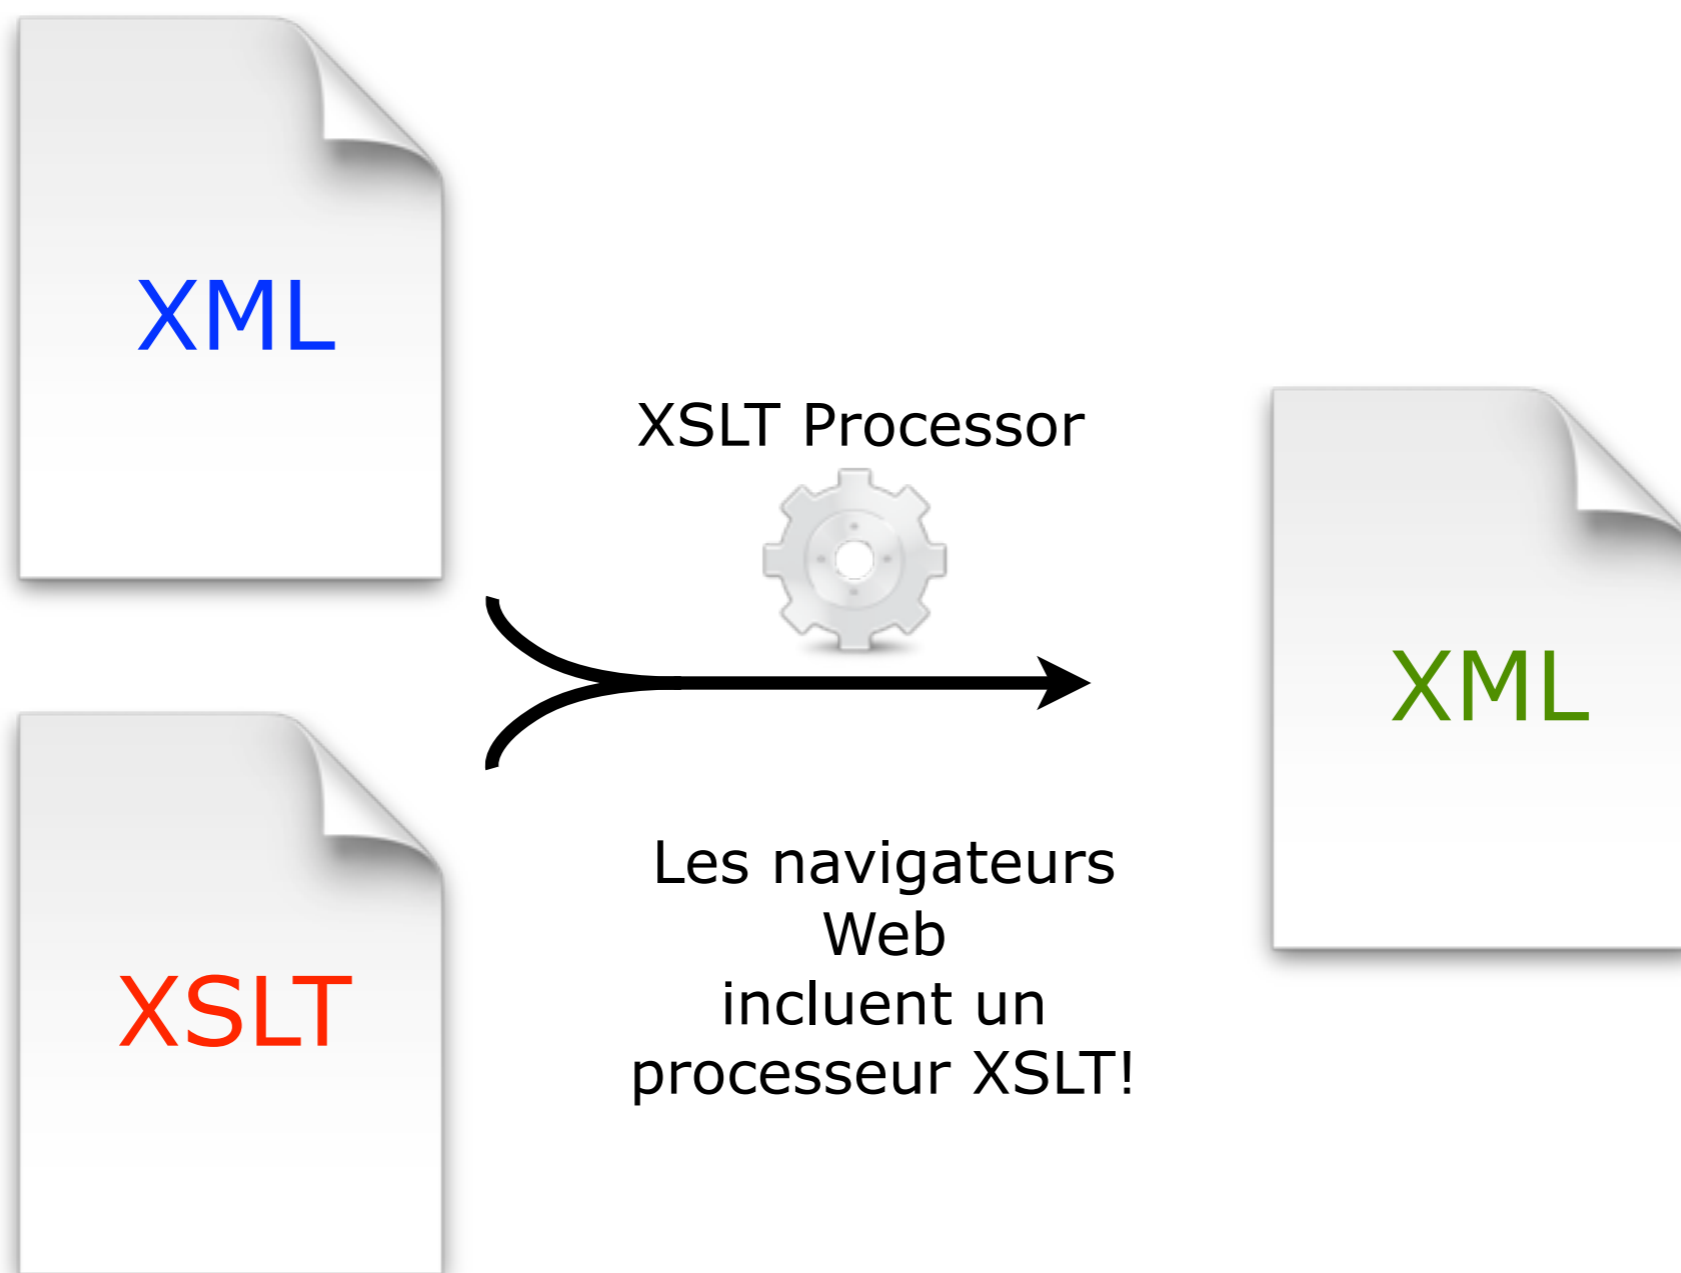 XML
XSLT Processor
XML
Les navigateurs
Web
incluent un
processeur XSLT!
XSLT